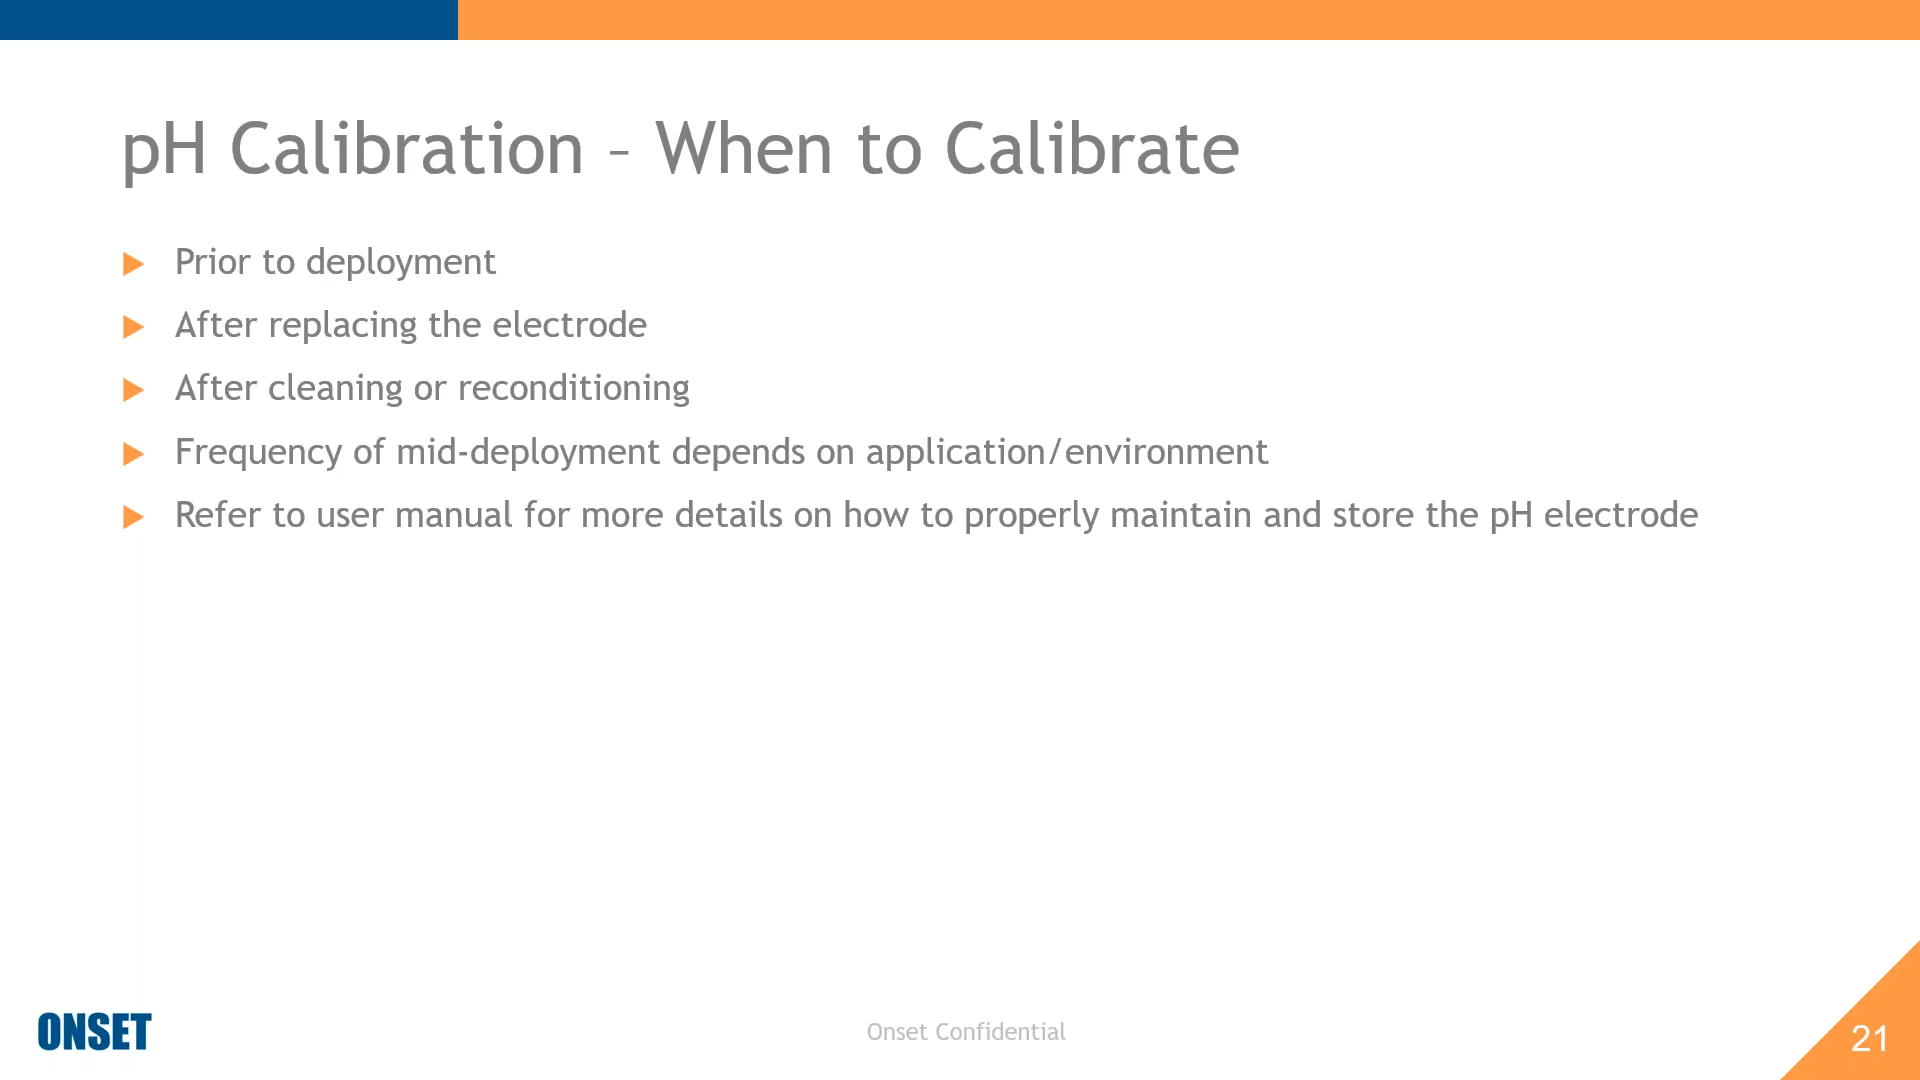 pH Calibration – When to Calibrate
Prior to deployment
After replacing the electrode
After cleaning or reconditioning
Frequency of mid-deployment depends on application/environment
Refer to user manual for more details on how to properly maintain and store the pH electrode
ONSET
Onset Confidential
21